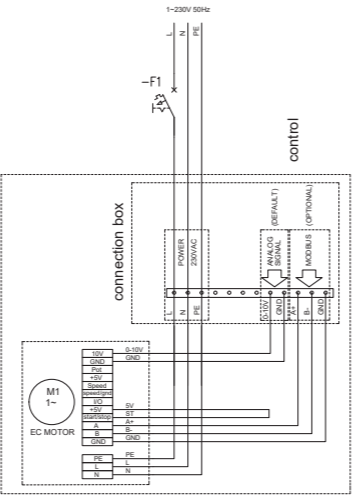 1~230V 50Hz
L
N
PE
-F1
control
connection box
POWER
230VAC
ANALOG
SIGNAL
(DEFAULT)
MODBUS
(OPTIONAL)
L
N
PE
0-10V
GND
A+
B-
GND
M1
1~
EC MOTOR
10V 0-10V
GND GND
Pot
+5V
Speed
speed/gnd
I/O
+5V 5V
start/stop ST
A A+
B B-
GND GND
PE PE
L L
N N